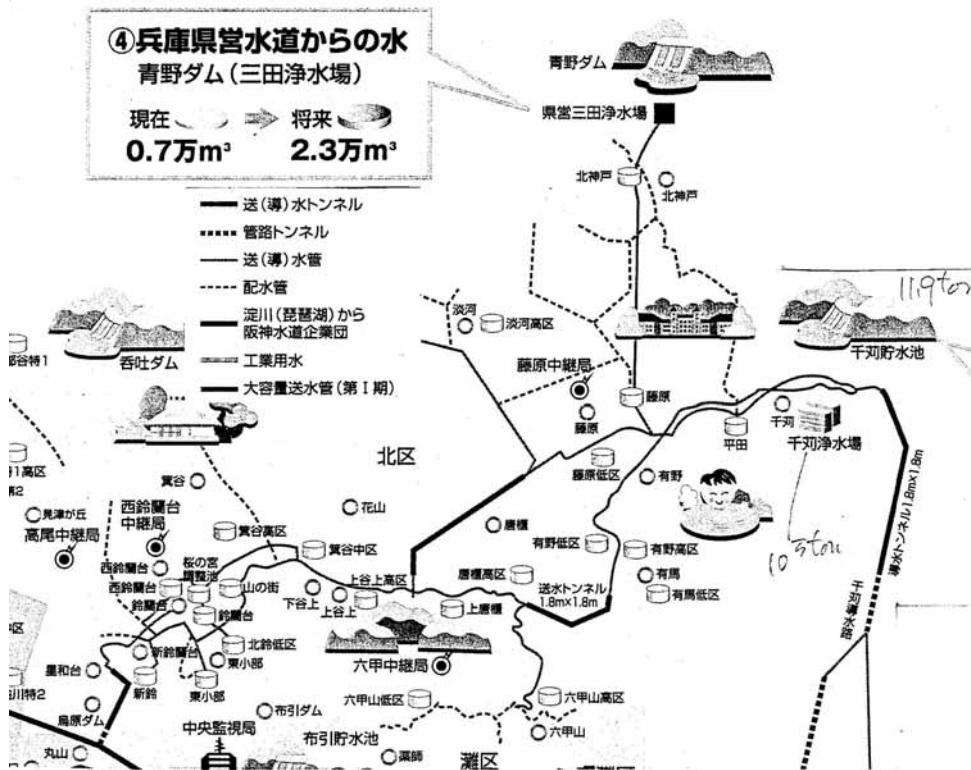 ④兵庫県営水道からの水
青野ダム(三田浄水場)
現在
将来
0.7万m³
2.3万m³
送(導)水トンネル
管路トンネル
送(導)水管
配水管
淀川(琵琶湖)から
阪神水道企業団
工業用水
大容量送水管(第Ⅰ期)
青野ダム
県営三田浄水場
北神戸
北神戸
淡河
淡河高区
呑吐ダム
藤原中継局
藤原
藤原
119ton
千苅貯水池
千苅
千苅浄水場
平田
北区
藤原低区
有野
箕谷
花山
唐櫃
見津が丘
高尾中継局
西鈴蘭台
中継局
箕谷高区
箕谷中区
有野低区
有野高区
西鈴蘭台
桜の宮
調整池
上谷上高区
唐櫃高区
有馬
西鈴蘭台
山の街
下谷上
上谷上
上唐櫃
送水トンネル
1.8m×1.8m
有馬低区
鈴蘭台
鈴蘭台
導水トンネル1.8m×1.8m
千苅導水路
新鈴蘭台
北鈴低区
東小部
六甲中継局
星和台
新鈴
東小部
六甲山低区
六甲山高区
烏原ダム
布引ダム
中央監視局
布引貯水池
六甲山
丸山
薬師
灘区